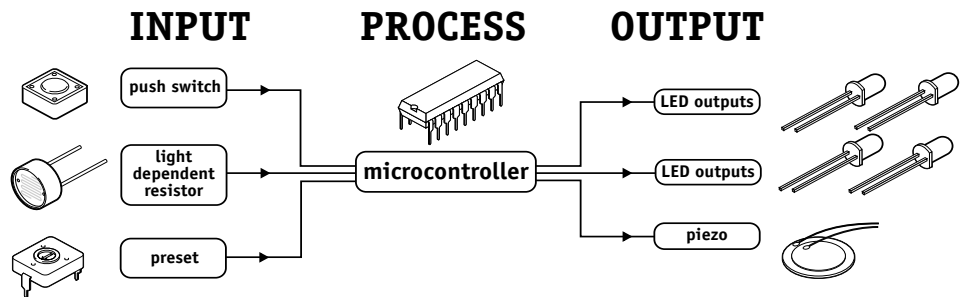 INPUT
PROCESS
OUTPUT
push switch
light
dependent
resistor
preset
microcontroller
LED outputs
LED outputs
piezo